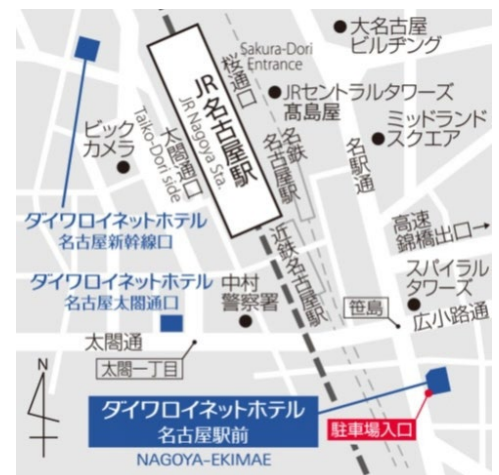 大名古屋
ビルヂング
Sakura-Dori
Entrance
桜通口
JR名古屋駅
JR Nagoya Sta.
JRセントラルタワーズ
髙島屋
ミッドランド
スクエア
ビック
カメラ
太閤通口
Taiko-Dori Side
名鉄
名古屋駅
名駅通
ダイワロイネットホテル
名古屋新幹線口
近鉄名古屋駅
高速
錦橋出口
ダイワロイネットホテル
名古屋太閤通口
中村
警察署
スパイラル
タワーズ
笹島
広小路通
太閤通
太閤一丁目
N
ダイワロイネットホテル
名古屋駅前
NAGOYA-EKIMAE
駐車場入口